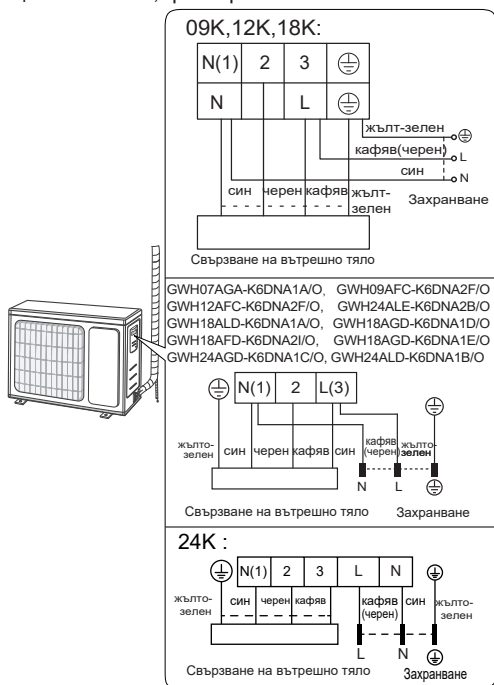 09K,12K,18K:
N(1) 2 3
N L
жълт-зелен
кафяв(черен)
L
син
N
син черен кафяв жълт-
зелен
Захранване
Свързване на вътрешно тяло
GWH07AGA-K6DNA1A/O, GWH09AFC-K6DNA2F/O
GWH12AFC-K6DNA2F/O, GWH24ALE-K6DNA2B/O
GWH18ALD-K6DNA1A/O, GWH18AGD-K6DNA1D/O
GWH18AFD-K6DNA2I/O, GWH18AGD-K6DNA1E/O
GWH24AGD-K6DNA1C/O, GWH24ALD-K6DNA1B/O
N(1) 2 L(3)
жълто-
зелен
син черен кафяв син
кафяв
(черен)
жълто-
зелен
N L
Свързване на вътрешно тяло Захранване
24K :
N(1) 2 3 L N
жълто-
зелен
син черен кафяв
кафяв
(черен)
син
жълто-
зелен
L N
Свързване на вътрешно тяло Захранване